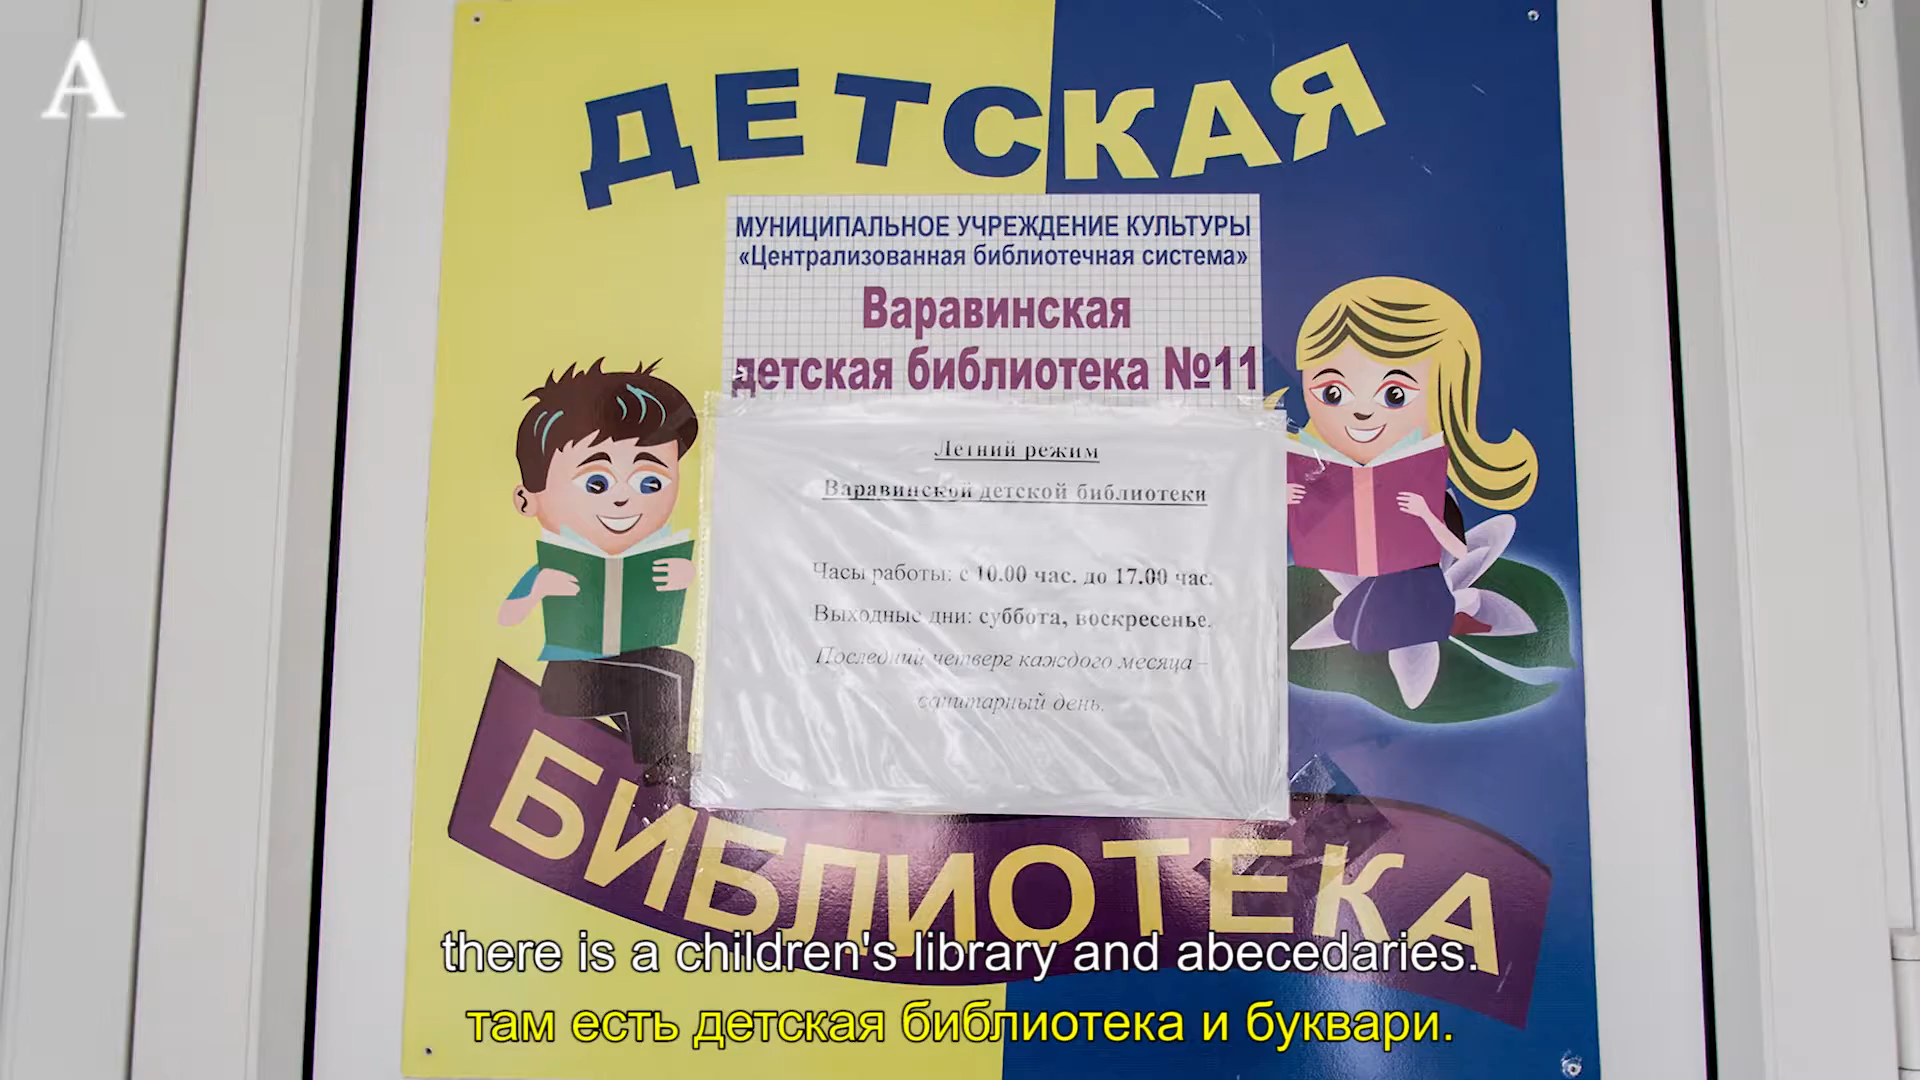 A
ДЕТСКАЯ
МУНИЦИПАЛЬНОЕ УЧРЕЖДЕНИЕ КУЛЬТУРЫ
«Централизованная библиотечная система»
Варавинская
детская библиотека №11
Летний режим
Варавинской детской библиотеки
Часы работы: с 10.00 час. до 17.00 час.
Выходные дни: суббота, воскресенье.
Последний четверг каждого месяца –
санитарный день.
БИБЛИОТЕКА
there is a children's library and abecedaries.
там есть детская библиотека и буквари.